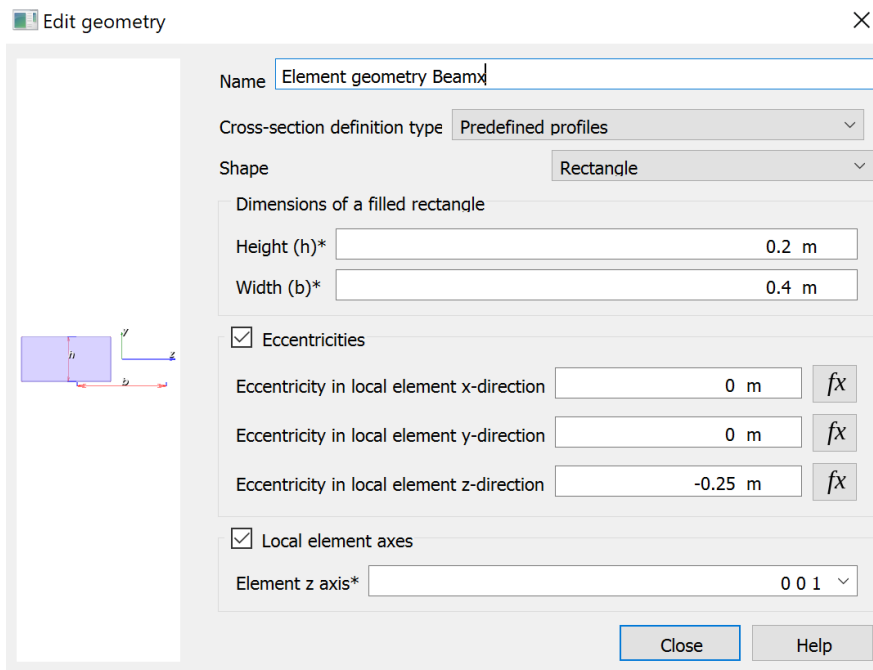 Edit geometry
Name Element geometry Beamx
Cross-section definition type Predefined profiles
Shape Rectangle
Dimensions of a filled rectangle
Height (h)* 0.2 m
Width (b)* 0.4 m
y
h z
b
Eccentricities
Eccentricity in local element x-direction 0 m fx
Eccentricity in local element y-direction 0 m fx
Eccentricity in local element z-direction -0.25 m fx
Local element axes
Element z axis* 0 0 1
Close Help